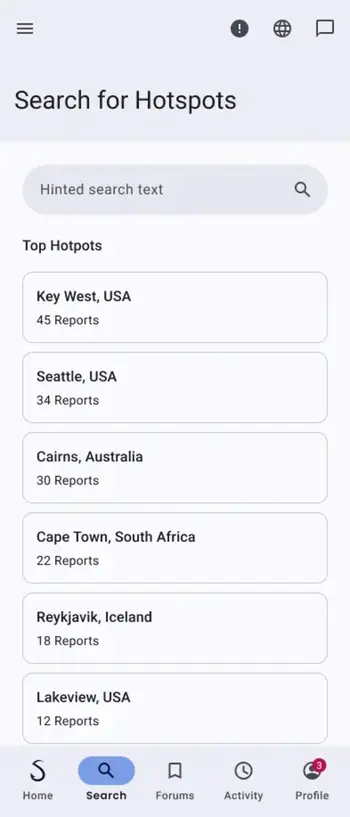 Search for Hotspots
Hinted search text
Top Hotpots
Key West, USA
45 Reports
Seattle, USA
34 Reports
Cairns, Australia
30 Reports
Cape Town, South Africa
22 Reports
Reykjavik, Iceland
18 Reports
Lakeview, USA
12 Reports
3
Home Search Forums Activity Profile